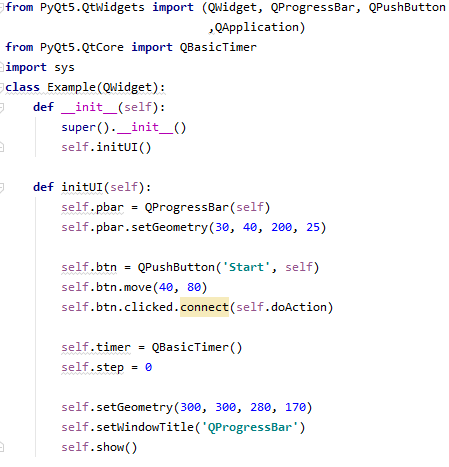 from PyQt5.QtWidgets import (QWidget, QProgressBar, QPushButton
,QApplication)
from PyQt5.QtCore import QBasicTimer
import sys
class Example(QWidget):
def __init__(self):
super().__init__()
self.initUI()
def initUI(self):
self.pbar = QProgressBar(self)
self.pbar.setGeometry(30, 40, 200, 25)
self.btn = QPushButton('Start', self)
self.btn.move(40, 80)
self.btn.clicked.connect(self.doAction)
self.timer = QBasicTimer()
self.step = 0
self.setGeometry(300, 300, 280, 170)
self.setWindowTitle('QProgressBar')
self.show()